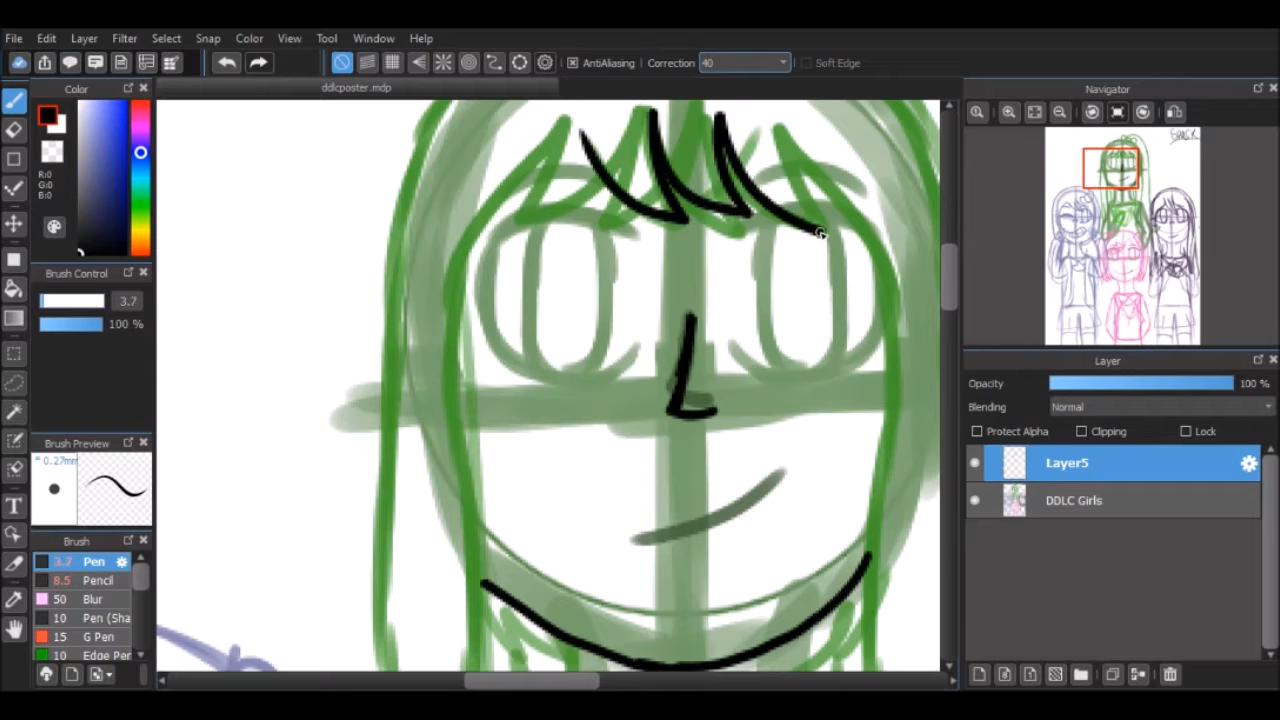 File Edit Layer Filter Select Snap Color View Tool Window Help
AntiAliasing Correction 40 Soft Edge
Color
ddlcposter.mdp
Navigator
R:0
G:0
B:0
Brush Control
3.7
100 %
Layer
Opacity 100 %
Blending Normal
Protect Alpha Clipping Lock
Brush Preview
0.27mm
Layer5
DDLC Girls
Brush
3.7 Pen
8.5 Pencil
50 Blur
10 Pen (Sha
15 G Pen
10 Edge Pen